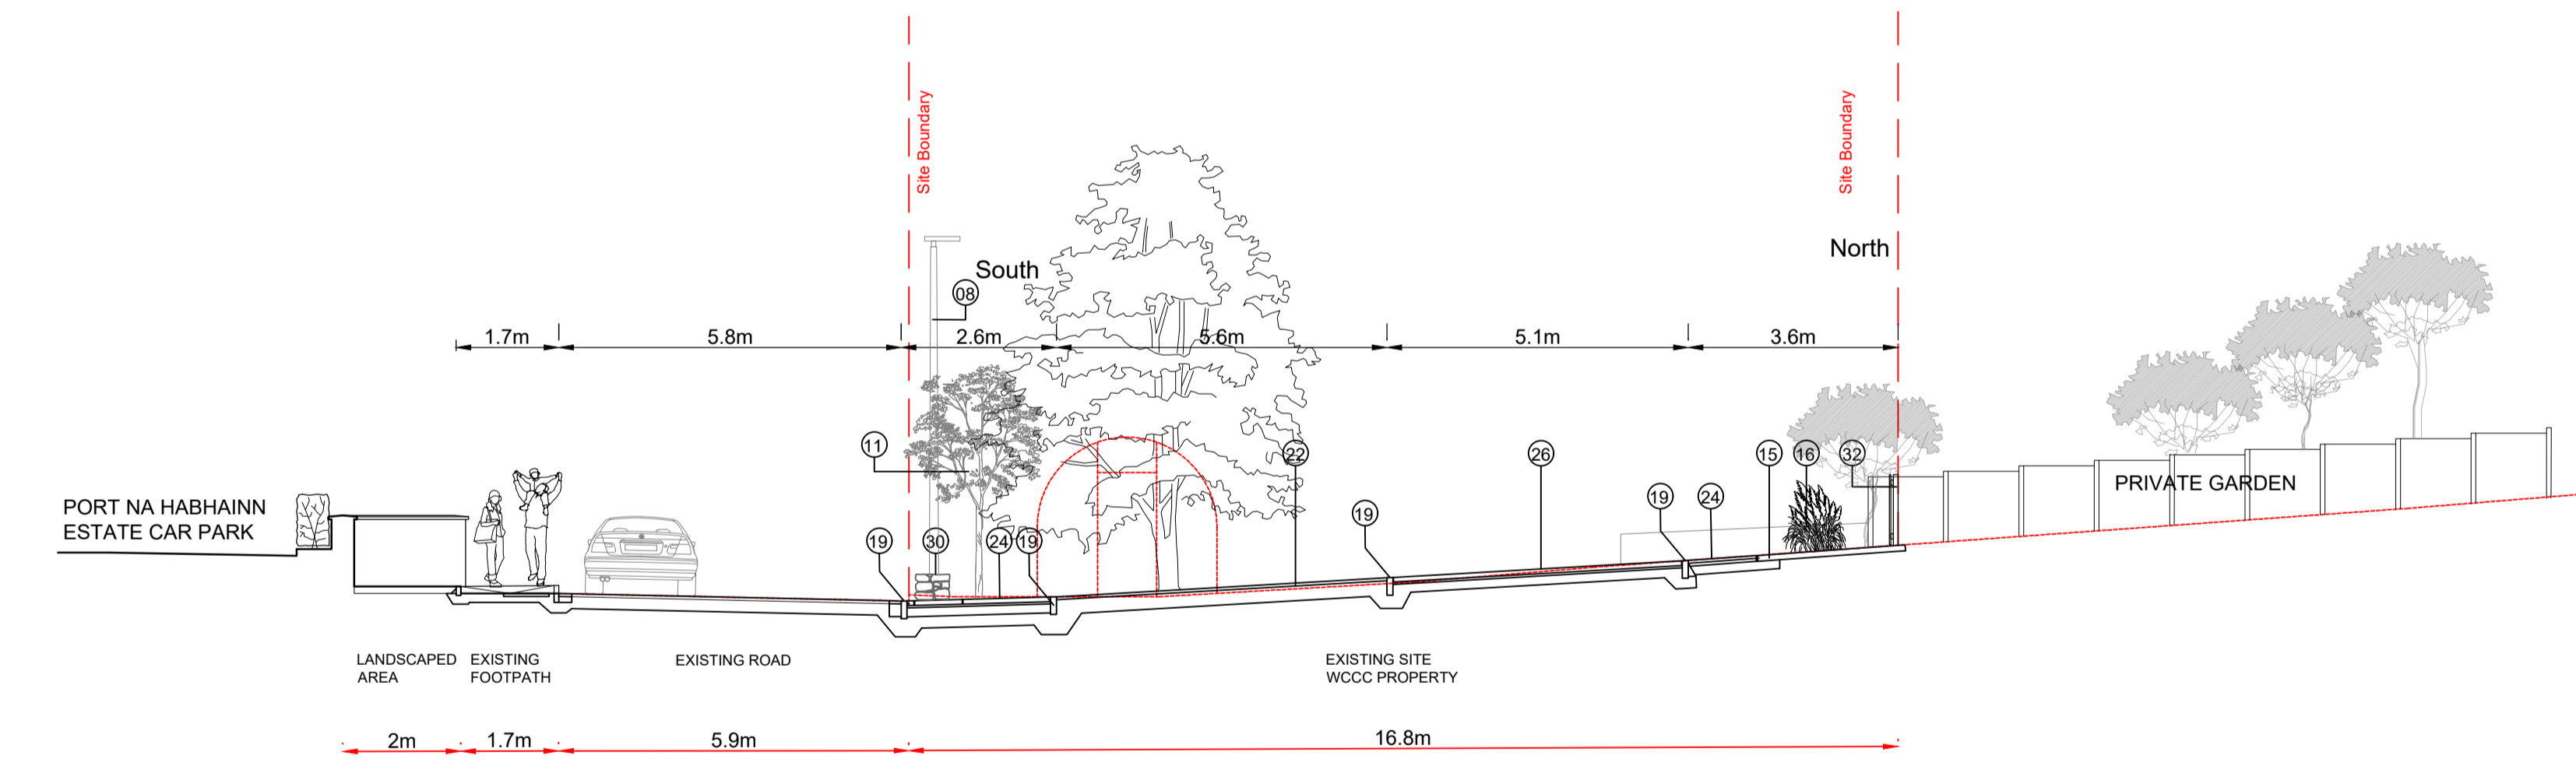 Site Boundary
Site Boundary
South
North
08
1.7m
5.8m
2.6m
5.6m
5.1m
3.6m
11
22
26
15
16
32
PRIVATE GARDEN
PORT NA HABHAINN
ESTATE CAR PARK
19
30
24
19
19
19
24
LANDSCAPED
AREA
EXISTING
FOOTPATH
EXISTING ROAD
EXISTING SITE
WCCC PROPERTY
2m
1.7m
5.9m
16.8m